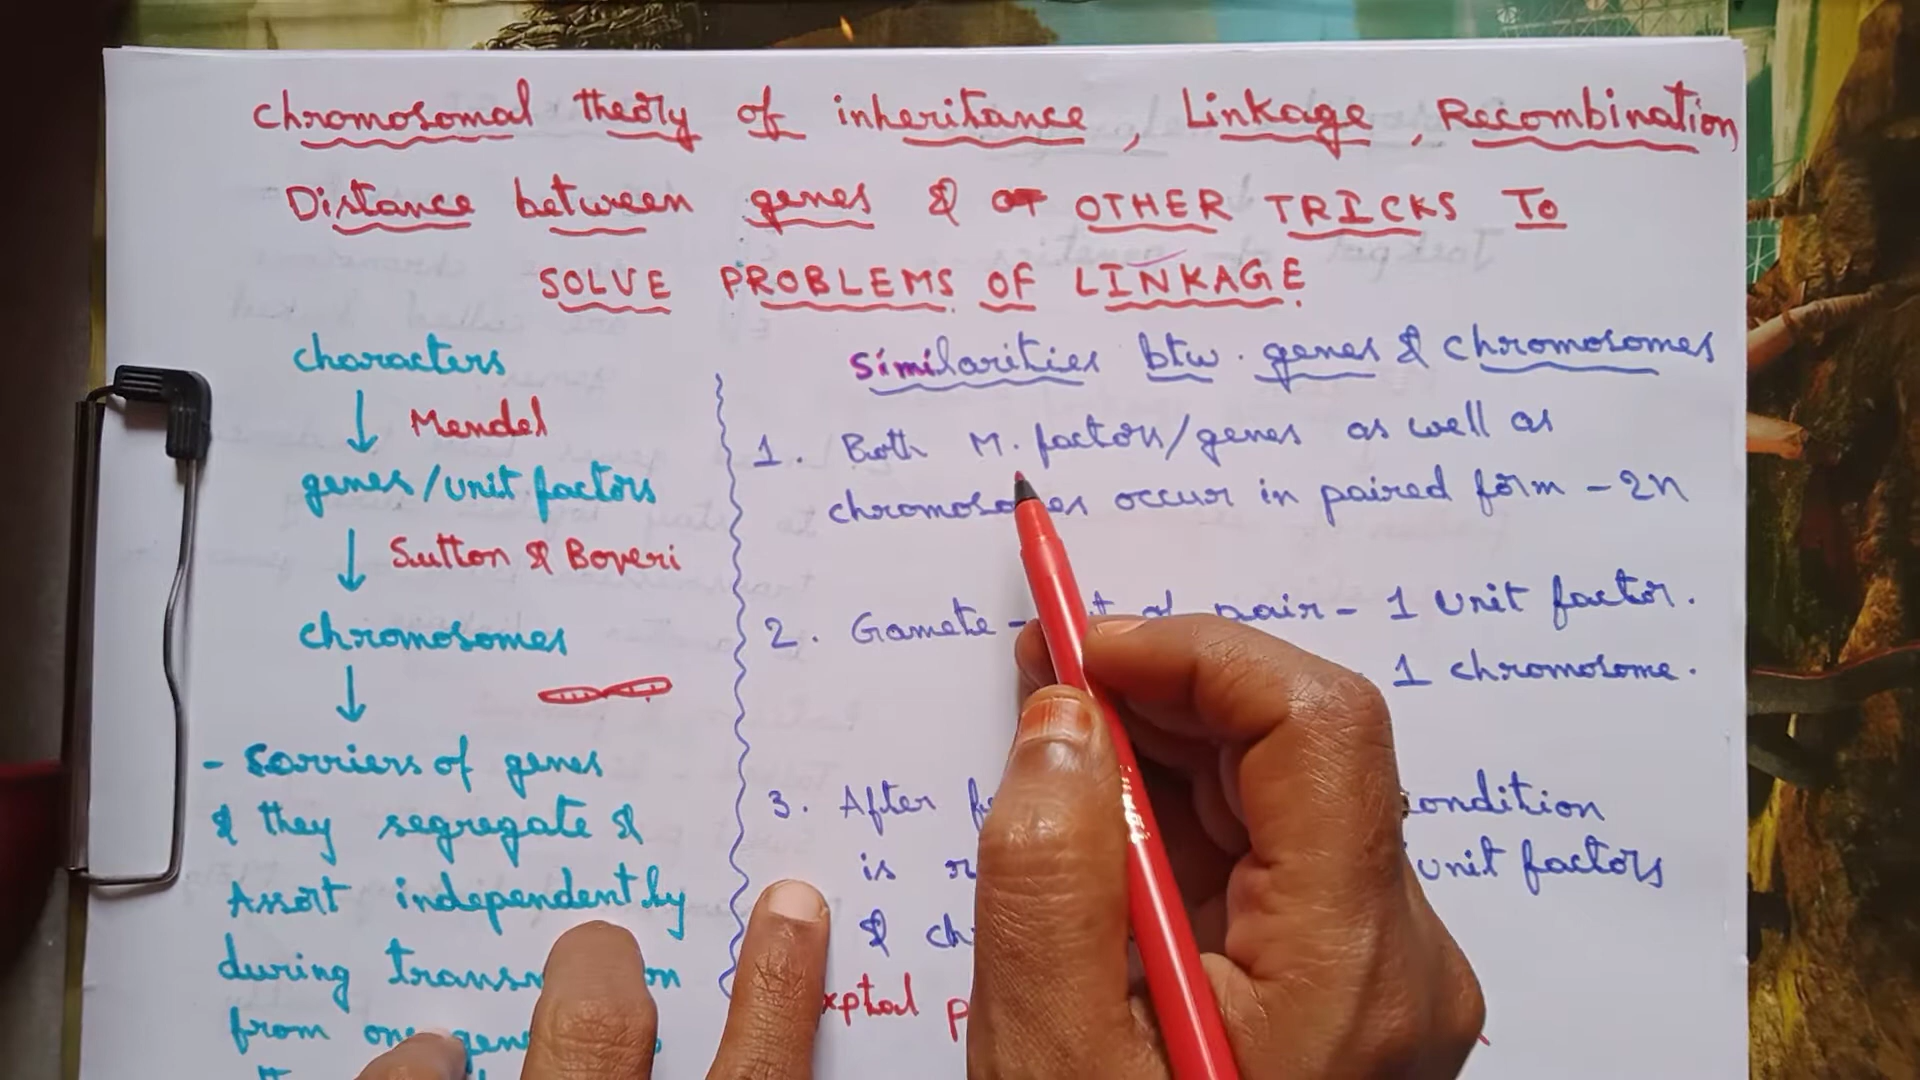 Chromosomal theory of inheritance, Linkage, Recombination,
Distance between genes & OTHER TRICKS TO
SOLVE PROBLEMS OF LINKAGE.
characters
Mendel
genes/unit factors
Sutton & Boveri
chromosomes
- Carriers of genes
& they segregate &
Assort independently
during
from one
Similarities btw. genes & chromosomes
1. Both M. factors/genes as well as
chromosomes occur in paired form - 2n
2. Gamete - of pair - 1 unit factor.
1 chromosome.
3. After condition
is unit factors
&